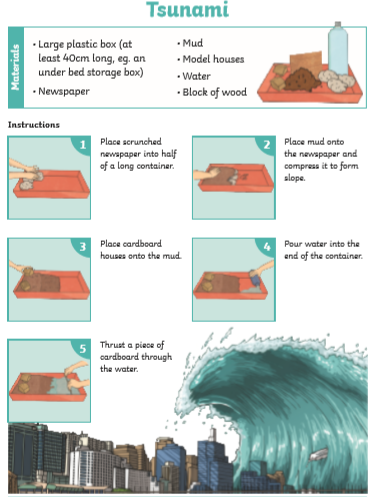 Tsunami
Materials
• Large plastic box (at
least 40cm long, eg. an
under bed storage box)
• Newspaper
• Mud
• Model houses
• Water
• Block of wood
Instructions
1
Place scrunched
newspaper into half
of a long container.
2
Place mud onto
the newspaper and
compress it to form
slope.
3
Place cardboard
houses onto the mud.
4
Pour water into the
end of the container.
5
Thrust a piece of
cardboard through
the water.